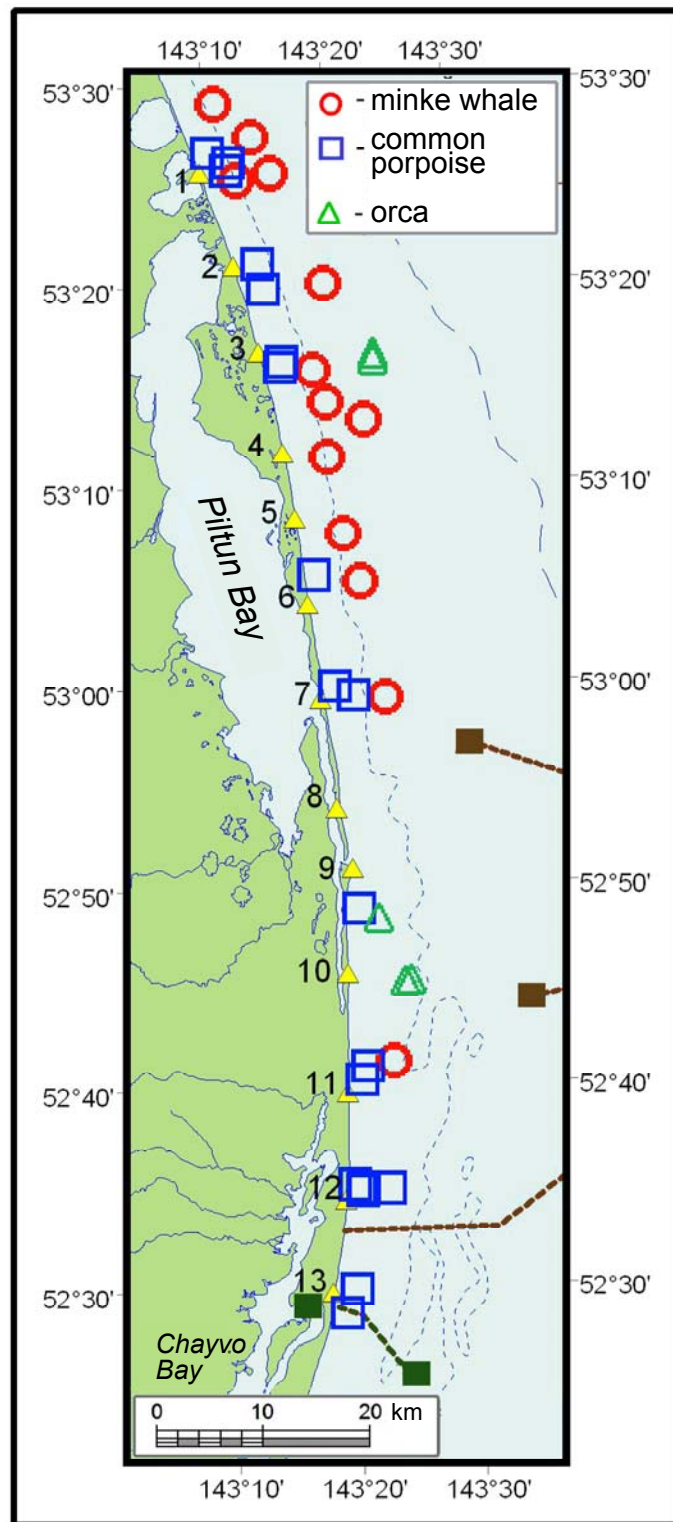 143°10' 143°20' 143°30'
53°30' 53°30'
- minke whale
- common
porpoise
- orca
1
2
53°20' 53°20'
3
4
53°10' 53°10'
5
Piltun Bay
6
53°00' 53°00'
7
8
9
52°50' 52°50'
10
52°40' 52°40'
11
12
13
52°30' 52°30'
Chayvo
Bay
0 10 20 km
143°10' 143°20' 143°30'